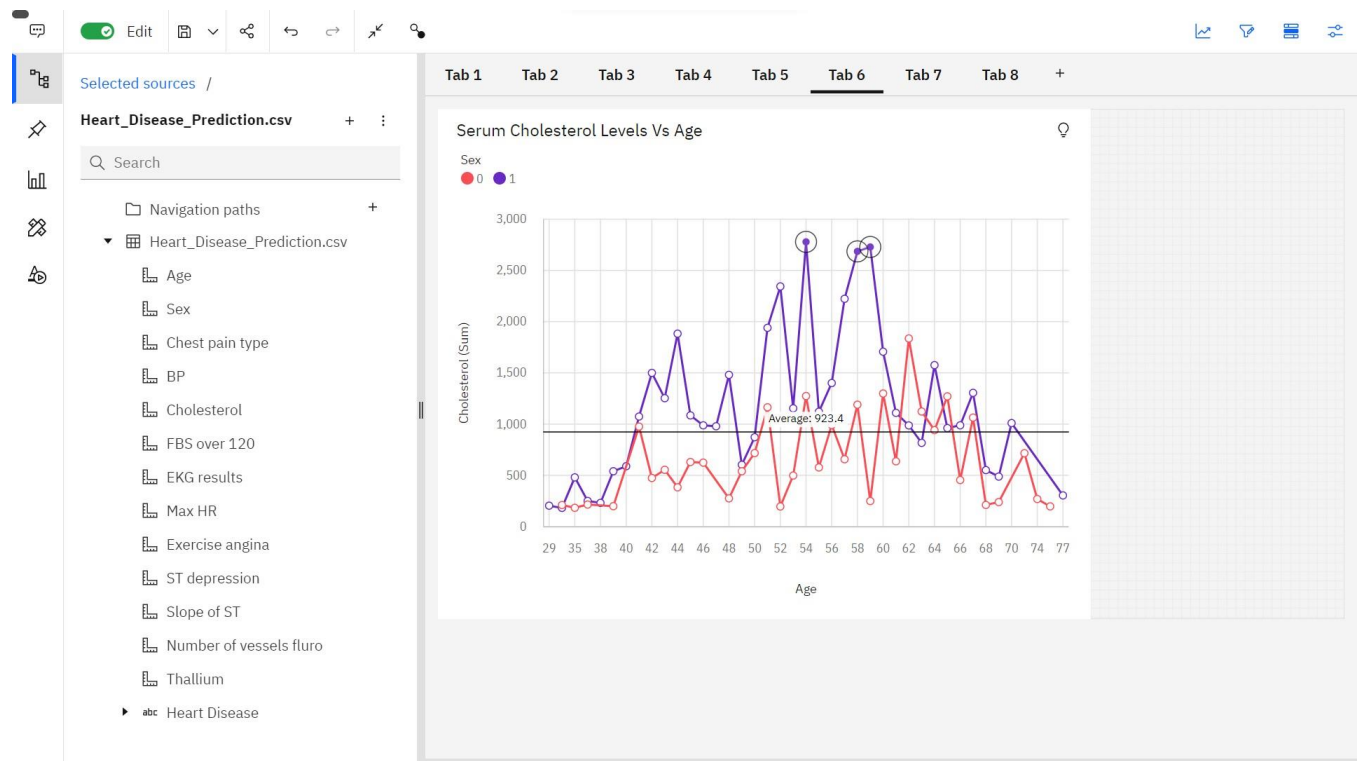 Edit
Selected sources /
Heart_Disease_Prediction.csv
Search
Navigation paths
Heart_Disease_Prediction.csv
Age
Sex
Chest pain type
BP
Cholesterol
FBS over 120
EKG results
Max HR
Exercise angina
ST depression
Slope of ST
Number of vessels fluro
Thallium
abc Heart Disease
Tab 1 Tab 2 Tab 3 Tab 4 Tab 5 Tab 6 Tab 7 Tab 8 +
Serum Cholesterol Levels Vs Age
Sex
0 1
Cholesterol (Sum)
3,000
2,500
2,000
1,500
1,000
500
0
Average: 923.4
29 35 38 40 42 44 46 48 50 52 54 56 58 60 62 64 66 68 70 74 77
Age